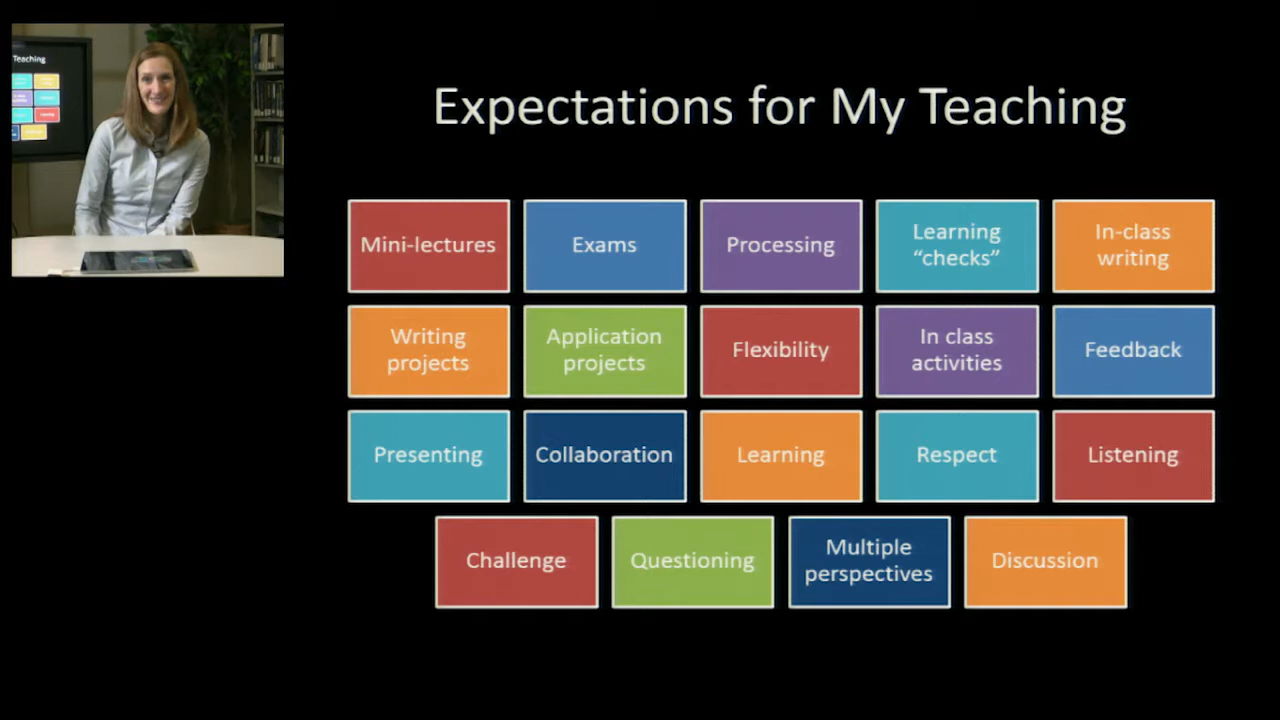 Teaching
Expectations for My Teaching
Mini-lectures
Exams
Processing
Learning
“checks”
In-class
writing
Writing
projects
Application
projects
Flexibility
In class
activities
Feedback
Presenting
Collaboration
Learning
Respect
Listening
Challenge
Questioning
Multiple
perspectives
Discussion